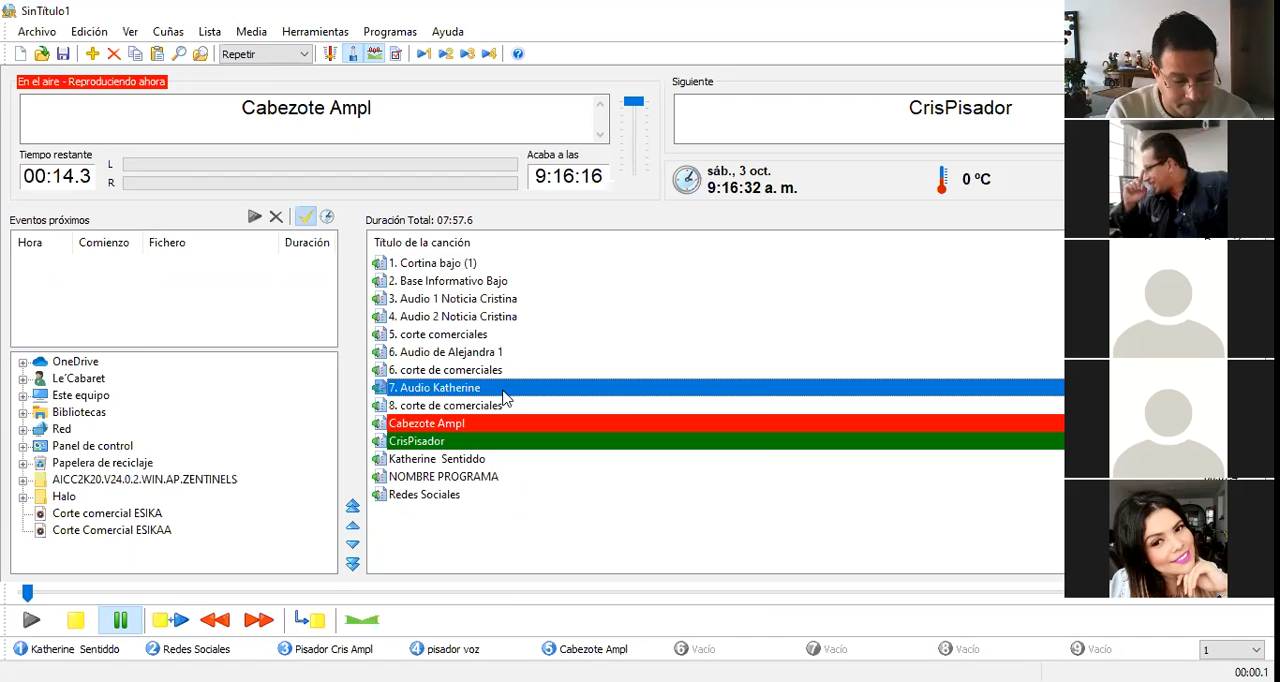 SinTítulo1
Archivo Edición Ver Cuñas Lista Media Herramientas Programas Ayuda
Repetir 1 2 3 4
En el aire - Reproduciendo ahora
Cabezote Ampl
Siguiente
CrisPisador
Tiempo restante
00:14.3
L
R
Acaba a las
9:16:16
sáb., 3 oct.
9:16:32 a. m.
0 ºC
Eventos próximos
Hora Comienzo Fichero Duración
Duración Total: 07:57.6
Título de la canción
1. Cortina bajo (1)
2. Base Informativo Bajo
3. Audio 1 Noticia Cristina
4. Audio 2 Noticia Cristina
5. corte comerciales
6. Audio de Alejandra 1
6. corte de comerciales
7. Audio Katherine
8. corte de comerciales
Cabezote Ampl
CrisPisador
Katherine  Sentiddo
NOMBRE PROGRAMA
Redes Sociales
OneDrive
Le´Cabaret
Este equipo
Bibliotecas
Red
Panel de control
Papelera de reciclaje
AICC2K20.V24.0.2.WIN.AP.ZENTINELS
Halo
Corte comercial ESIKA
Corte Comercial ESIKAA
1 Katherine  Sentiddo 2 Redes Sociales 3 Pisador Cris Ampl 4 pisador voz 5 Cabezote Ampl 6 Vacío 7 Vacío 8 Vacío 9 Vacío 1
00:00.1